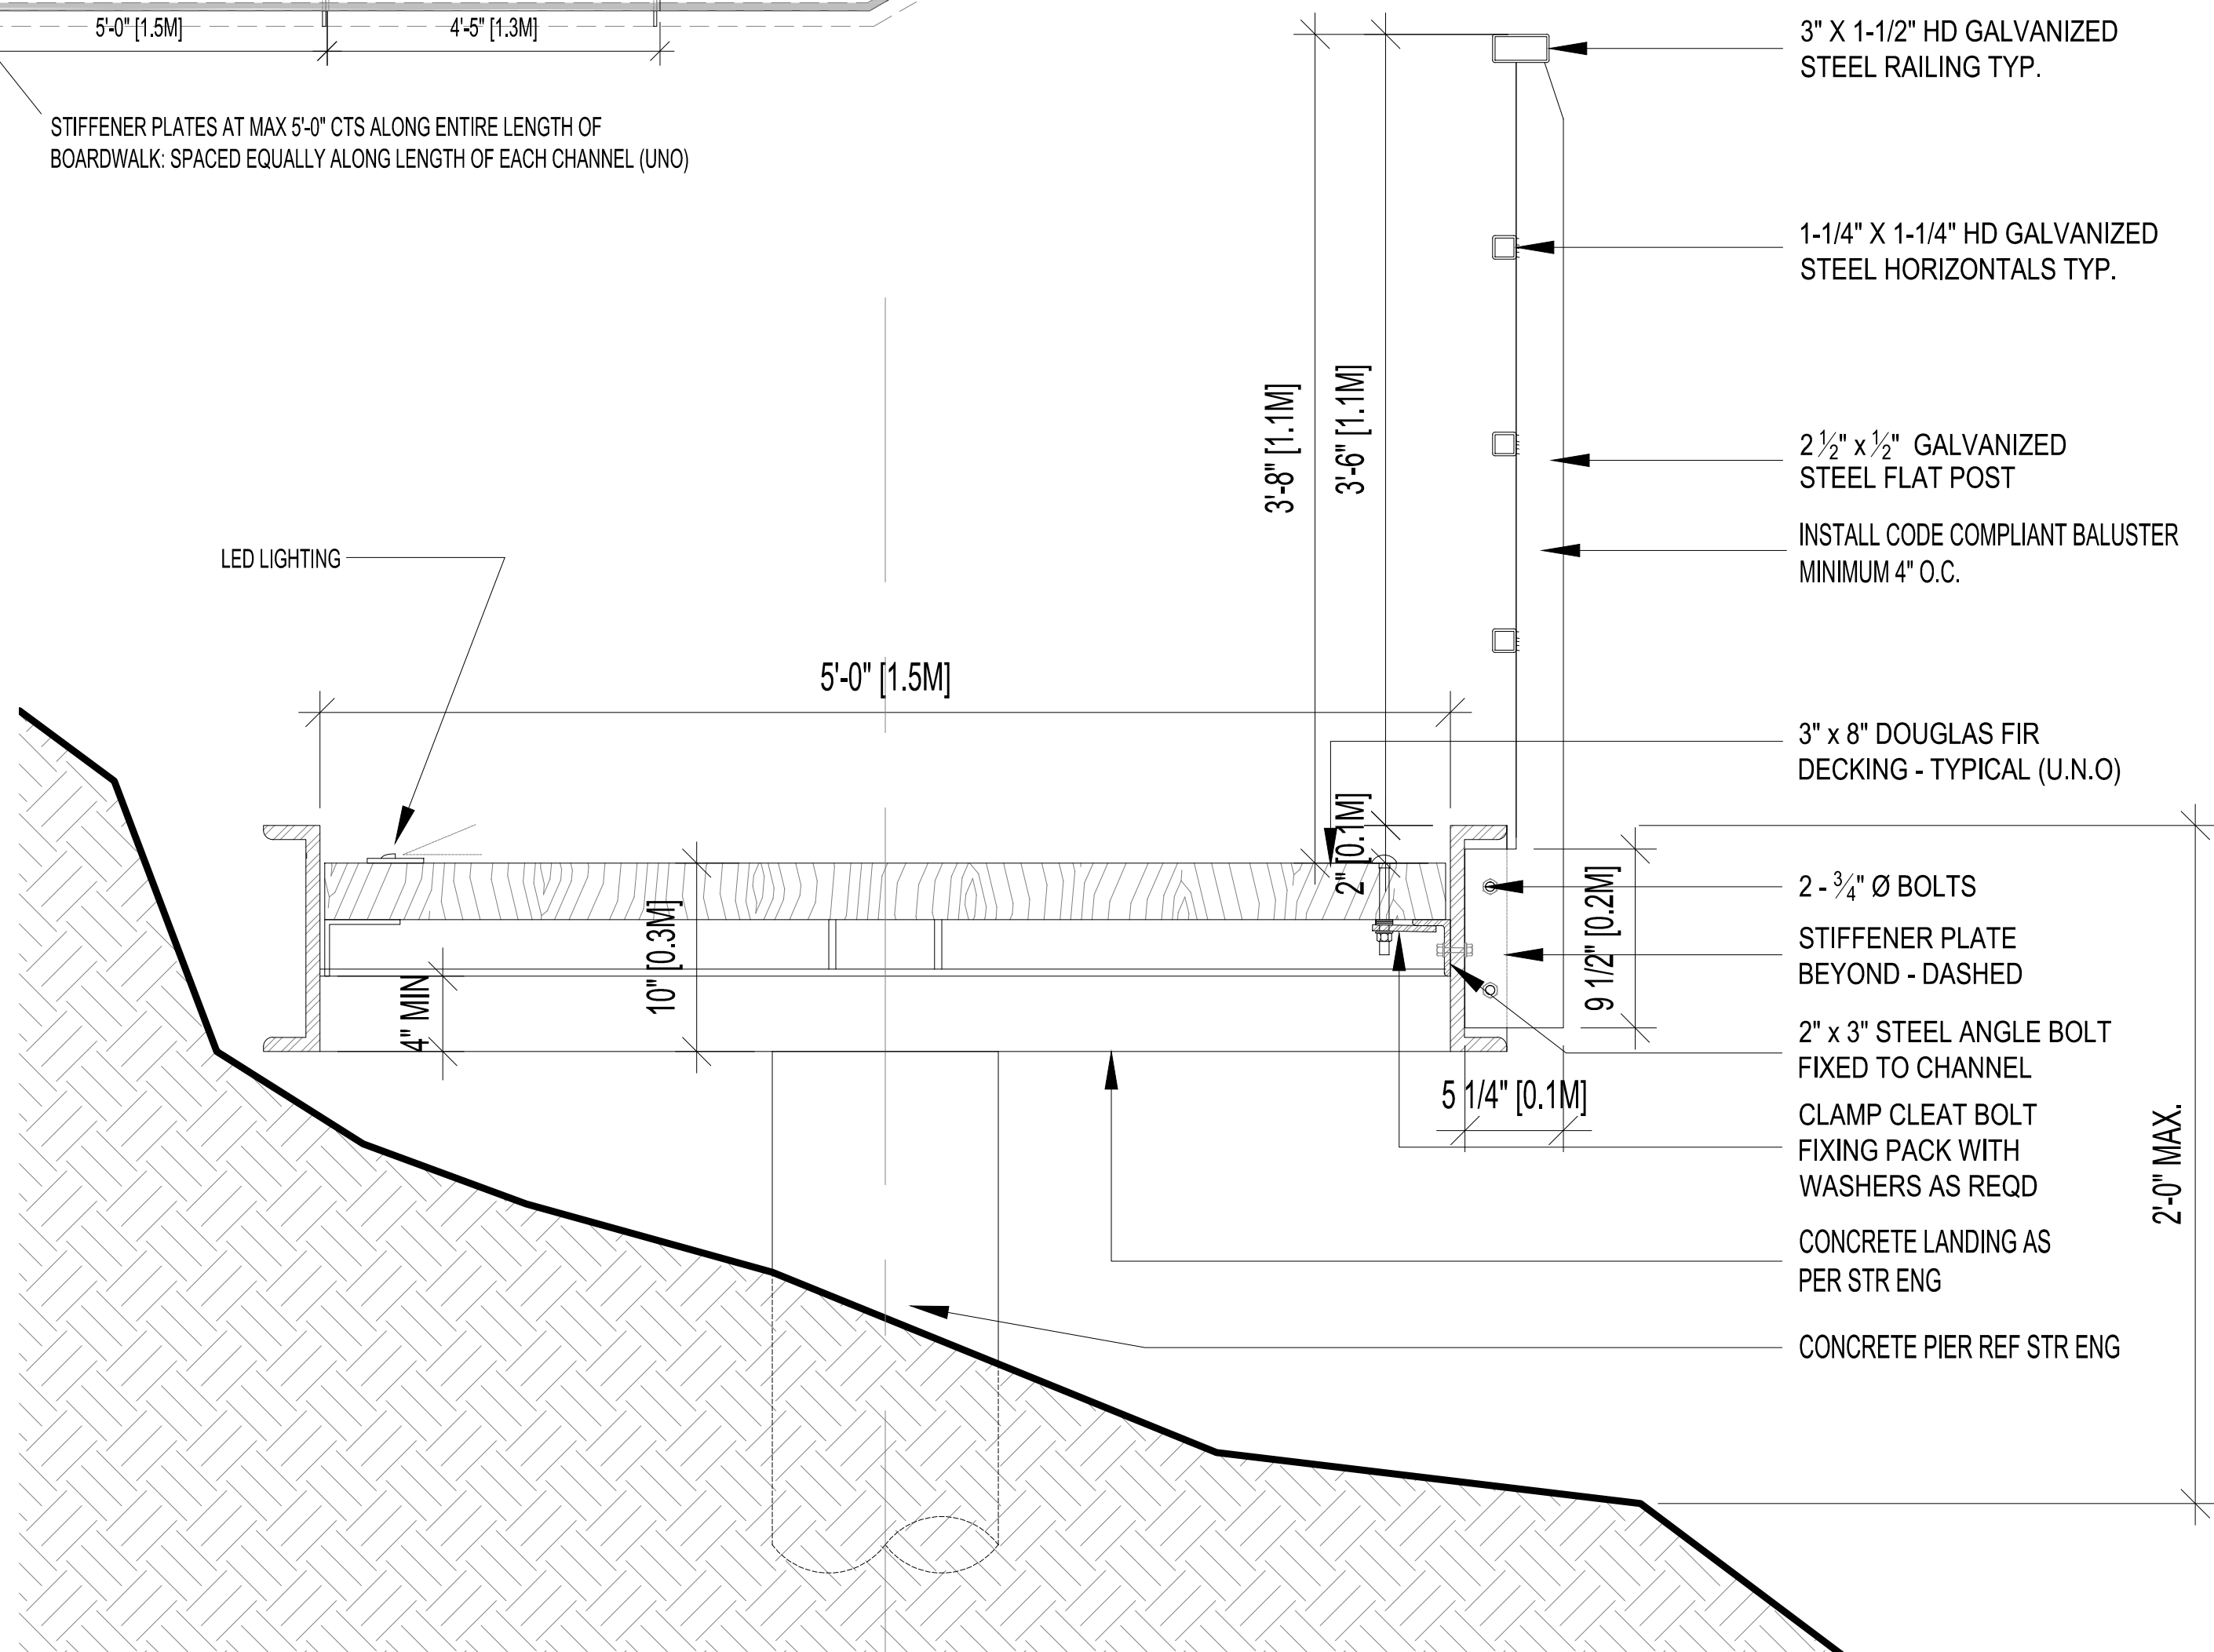 5'-0" [1.5M]
4'-5" [1.3M]
STIFFENER PLATES AT MAX 5'-0" CTS ALONG ENTIRE LENGTH OF
BOARDWALK: SPACED EQUALLY ALONG LENGTH OF EACH CHANNEL (UNO)
3" X 1-1/2" HD GALVANIZED
STEEL RAILING TYP.
1-1/4" X 1-1/4" HD GALVANIZED
STEEL HORIZONTALS TYP.
3'-8" [1.1M]
3'-6" [1.1M]
2 ½" x ½" GALVANIZED
STEEL FLAT POST
INSTALL CODE COMPLIANT BALUSTER
MINIMUM 4" O.C.
LED LIGHTING
5'-0" [1.5M]
3" x 8" DOUGLAS FIR
DECKING - TYPICAL (U.N.O)
2" [0.1M]
2 - ¾" Ø BOLTS
STIFFENER PLATE
BEYOND - DASHED
10" [0.3M]
9 1/2" [0.2M]
4" MIN
2" x 3" STEEL ANGLE BOLT
FIXED TO CHANNEL
5 1/4" [0.1M]
CLAMP CLEAT BOLT
FIXING PACK WITH
WASHERS AS REQD
2'-0" MAX.
CONCRETE LANDING AS
PER STR ENG
CONCRETE PIER REF STR ENG